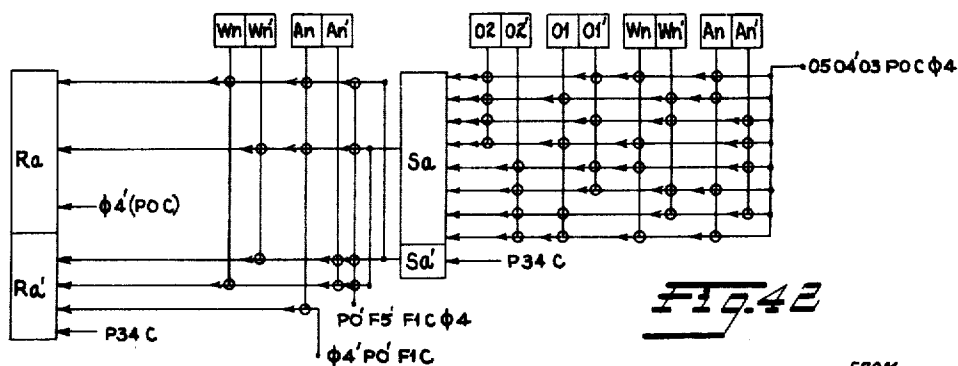 Wn Wn' An An' O2 O2' O1 O1' Wn Wn' An An'
O5 O4' O3 P0 C ϕ4
Ra Sa
ϕ4'(P0 C)
Ra' Sa' P34 C
P0' F5' F1 C ϕ4
P34 C
ϕ4' P0' F1 C
FIG. 42